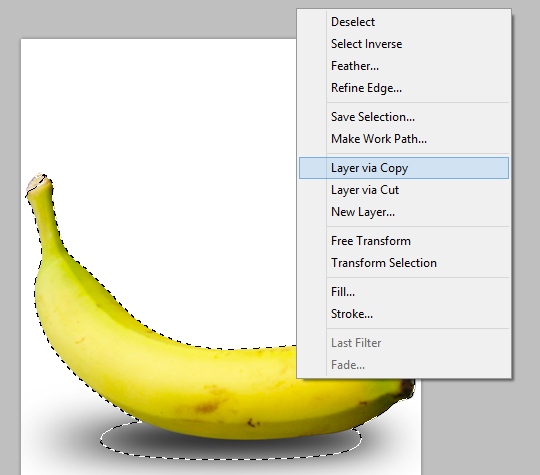 Deselect
Select Inverse
Feather...
Refine Edge...
Save Selection...
Make Work Path...
Layer via Copy
Layer via Cut
New Layer...
Free Transform
Transform Selection
Fill...
Stroke...
Last Filter
Fade...